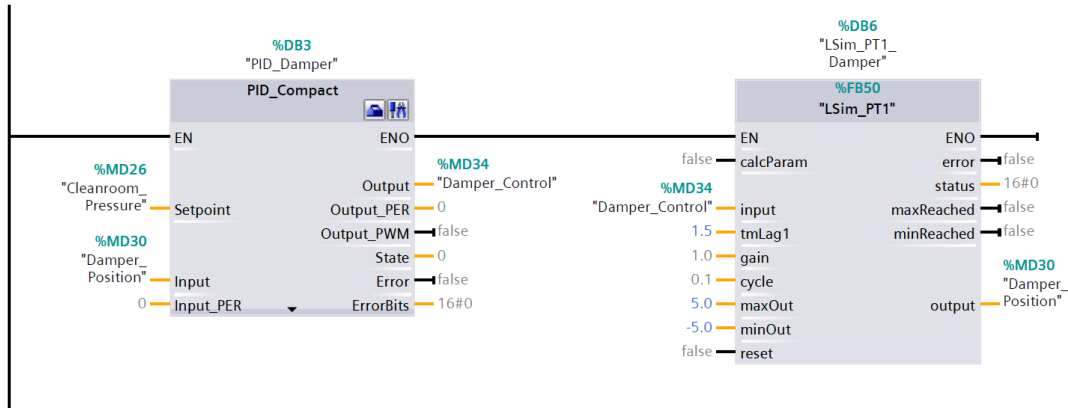 %DB3
"PID_Damper"
PID_Compact
EN
ENO
%MD26
"Cleanroom_
Pressure"
Setpoint
%MD30
"Damper_
Position"
Input
0
Input_PER
Output
%MD34
"Damper_Control"
Output_PER
0
Output_PWM
false
State
0
Error
false
ErrorBits
16#0
%DB6
"LSim_PT1_
Damper"
%FB50
"LSim_PT1"
EN
ENO
false
calcParam
%MD34
"Damper_Control"
input
1.5
tmLag1
1.0
gain
0.1
cycle
5.0
maxOut
-5.0
minOut
false
reset
error
false
status
16#0
maxReached
false
minReached
false
output
%MD30
"Damper_
Position"